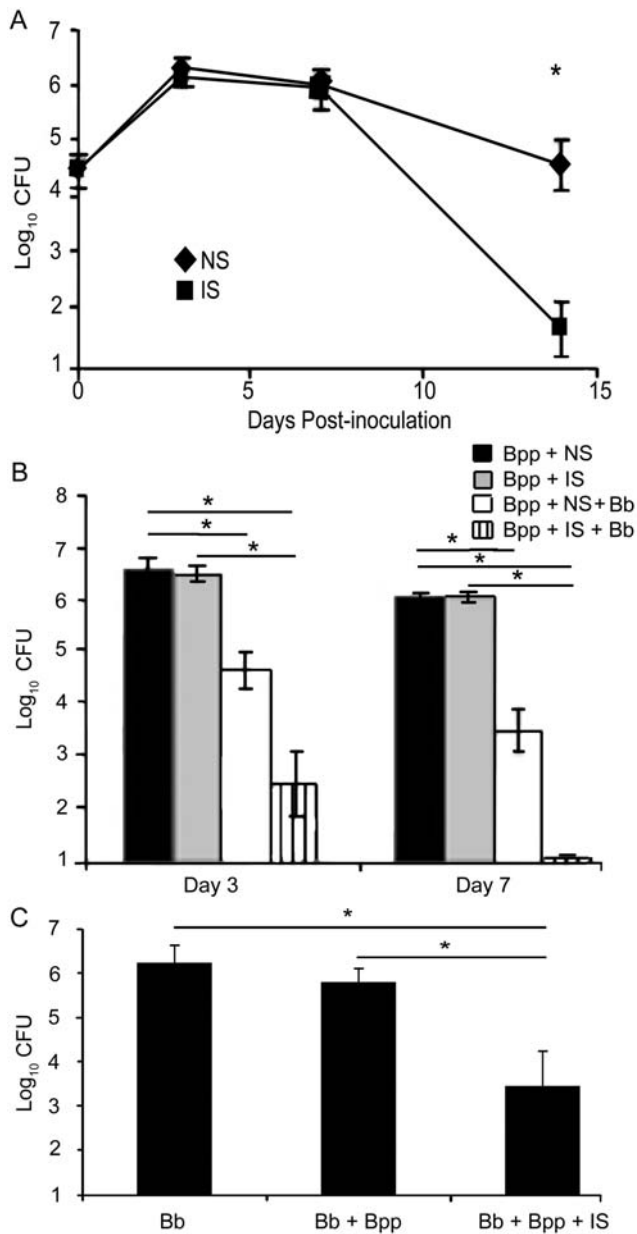 A
7
6
5
4
3
2
1
Log10 CFU
*
NS
IS
0
5
10
15
Days Post-inoculation
B
Bpp + NS
Bpp + IS
Bpp + NS + Bb
Bpp + IS + Bb
8
7
6
5
4
3
2
1
Log10 CFU
*
*
*
*
*
*
Day 3
Day 7
C
7
6
5
4
3
2
1
Log10 CFU
*
*
Bb
Bb + Bpp
Bb + Bpp + IS